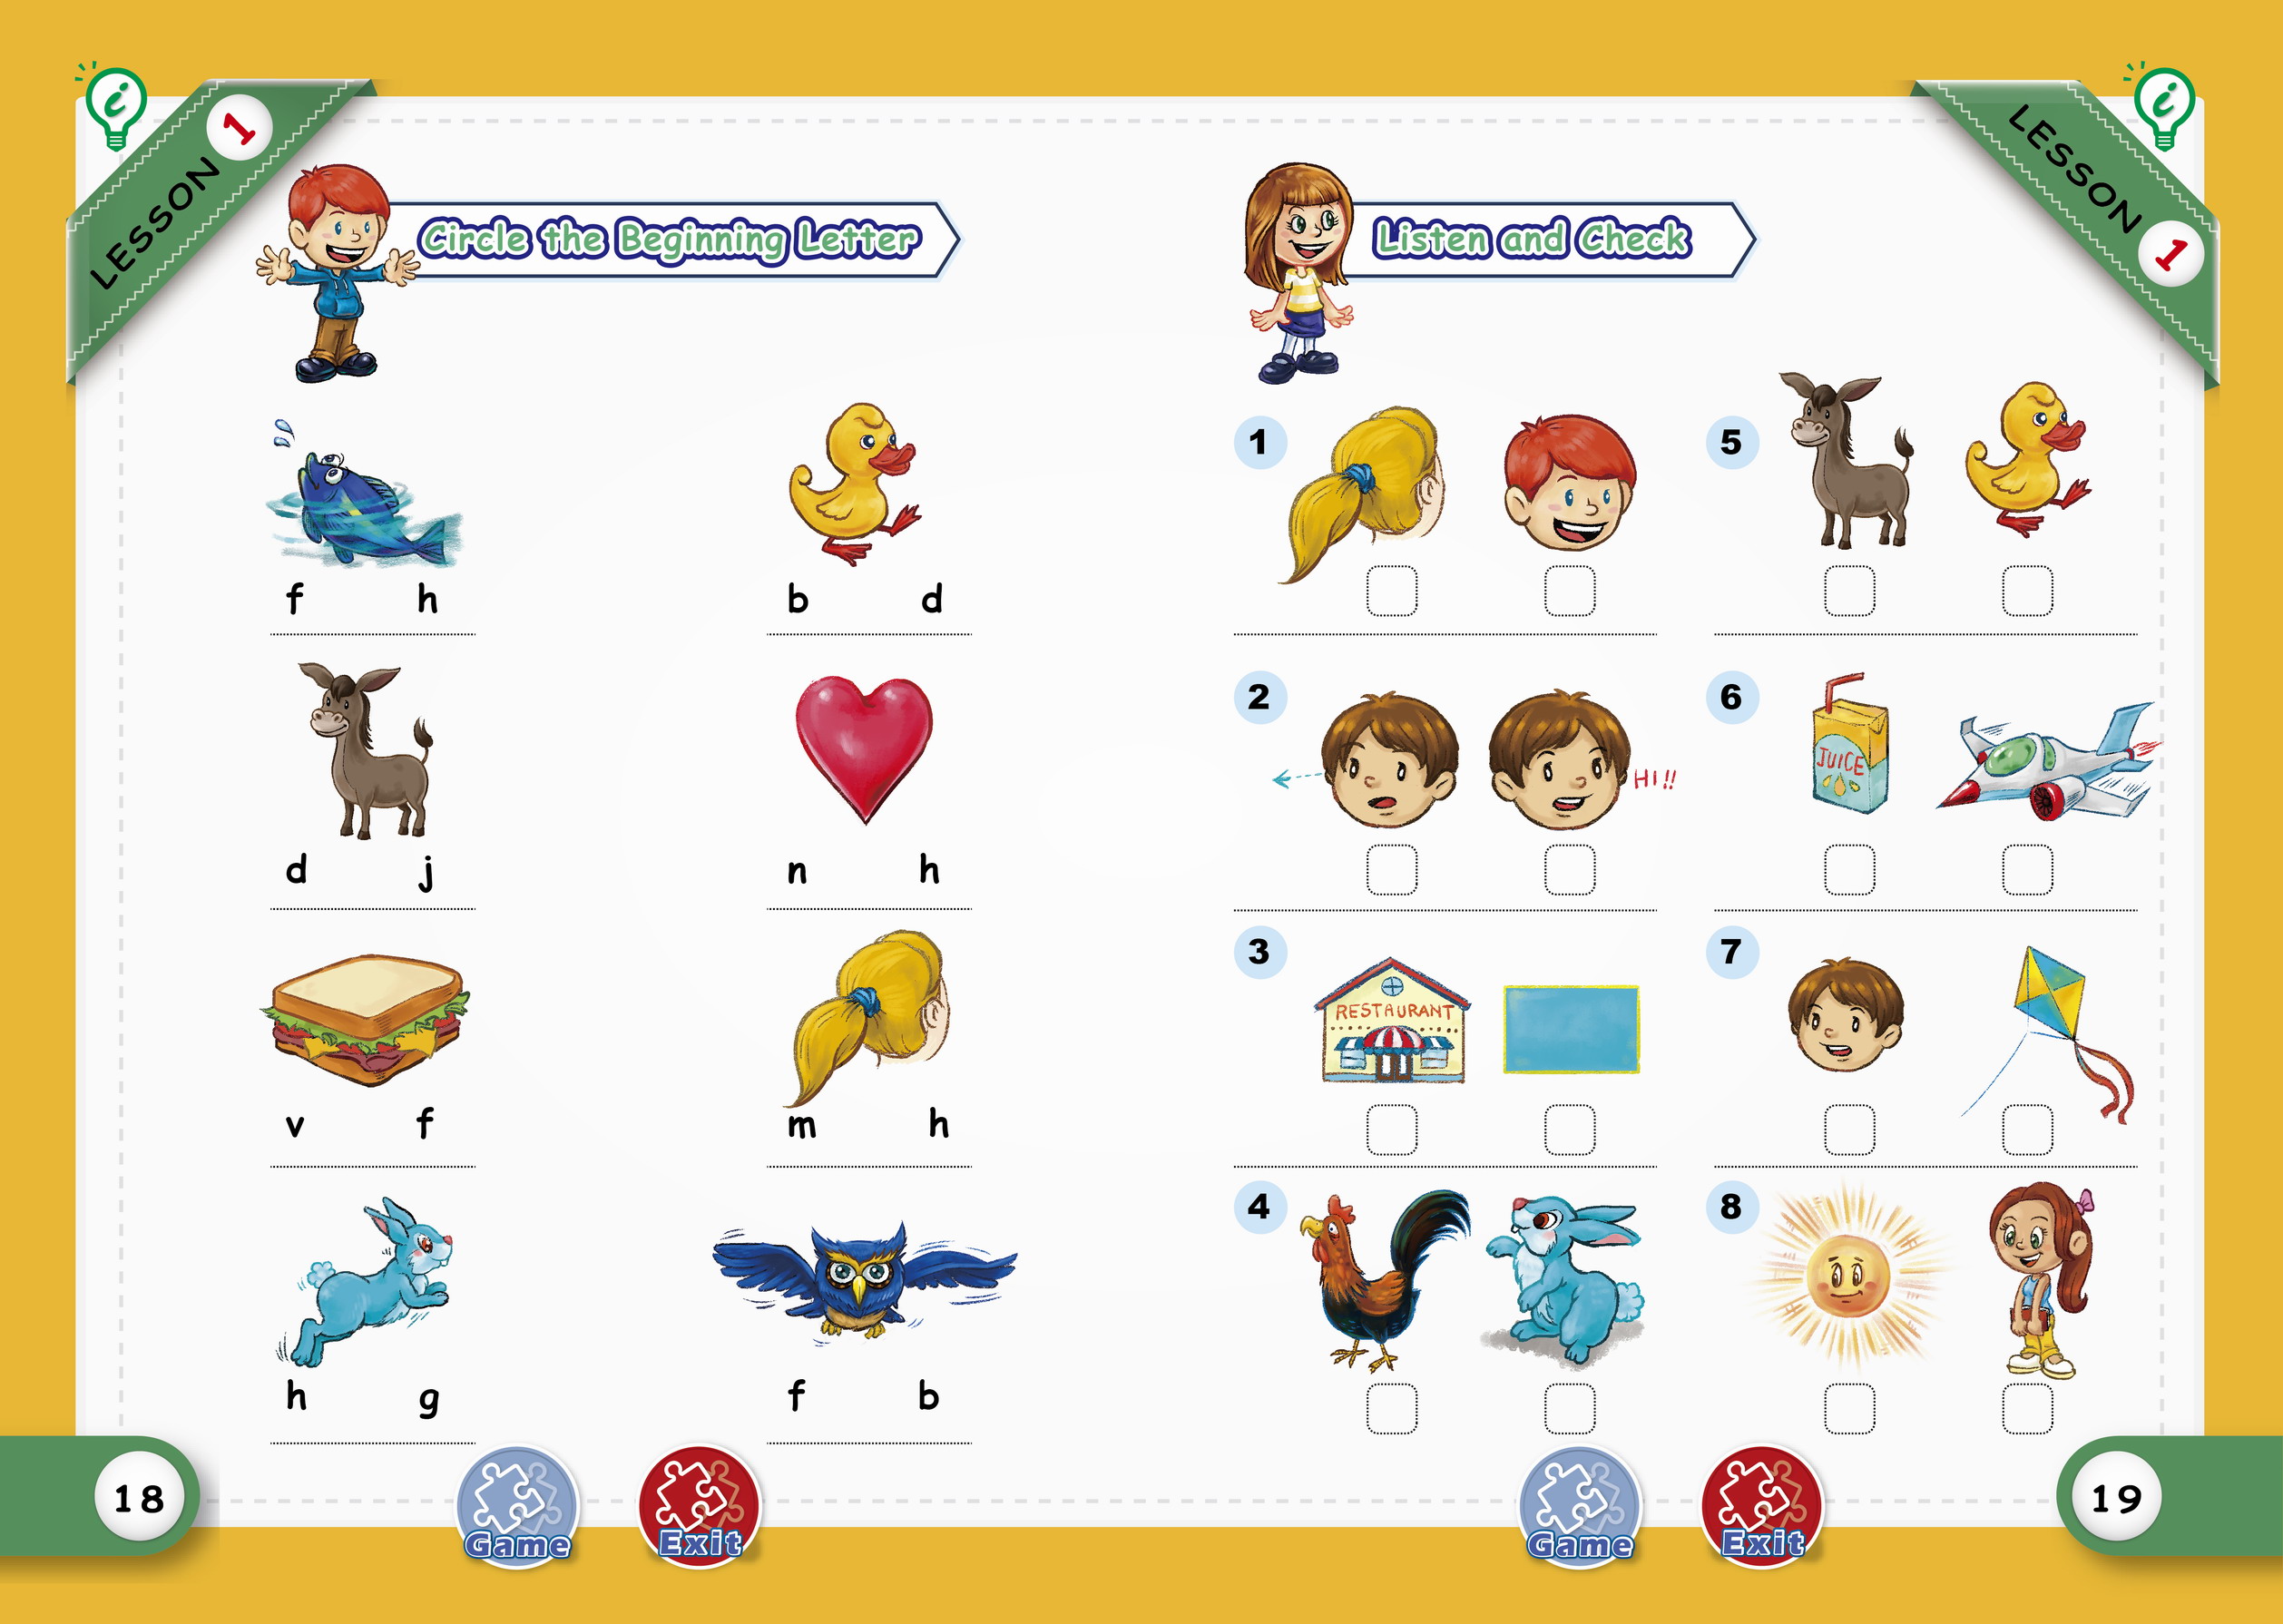 LESSON 1
Circle the Beginning Letter
f h
b d
d j
n h
v f
m h
h g
f b
18
Game
Exit
LESSON 1
Listen and Check
1
2
HI!!
3
RESTAURANT
4
5
6
JUICE
7
8
Game
Exit
19